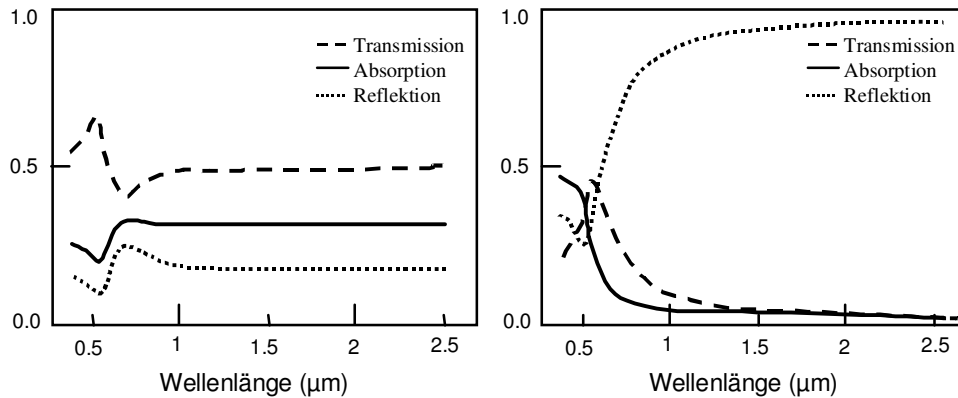 1.0
Transmission
Absorption
Reflektion
0.5
0.0
0.5 1 1.5 2 2.5
Wellenlänge (µm)
1.0
Transmission
Absorption
Reflektion
0.5
0.0
0.5 1 1.5 2 2.5
Wellenlänge (µm)